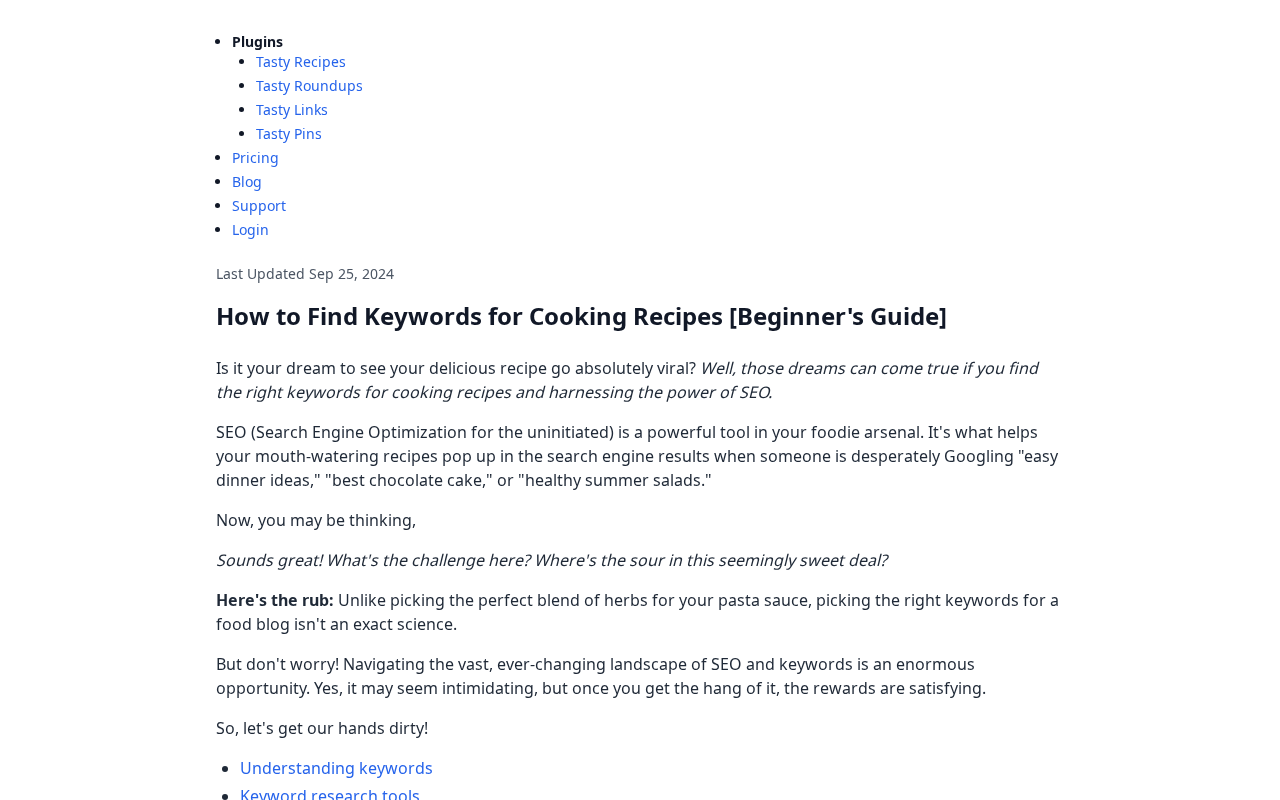 Plugins
Tasty Recipes
Tasty Roundups
Tasty Links
Tasty Pins
Pricing
Blog
Support
Login
Last Updated Sep 25, 2024
How to Find Keywords for Cooking Recipes [Beginner's Guide]
Is it your dream to see your delicious recipe go absolutely viral? Well, those dreams can come true if you find
the right keywords for cooking recipes and harnessing the power of SEO.
SEO (Search Engine Optimization for the uninitiated) is a powerful tool in your foodie arsenal. It's what helps
your mouth-watering recipes pop up in the search engine results when someone is desperately Googling "easy
dinner ideas," "best chocolate cake," or "healthy summer salads."
Now, you may be thinking,
Sounds great! What's the challenge here? Where's the sour in this seemingly sweet deal?
Here's the rub: Unlike picking the perfect blend of herbs for your pasta sauce, picking the right keywords for a
food blog isn't an exact science.
But don't worry! Navigating the vast, ever-changing landscape of SEO and keywords is an enormous
opportunity. Yes, it may seem intimidating, but once you get the hang of it, the rewards are satisfying.
So, let's get our hands dirty!
Understanding keywords
Keyword research tools